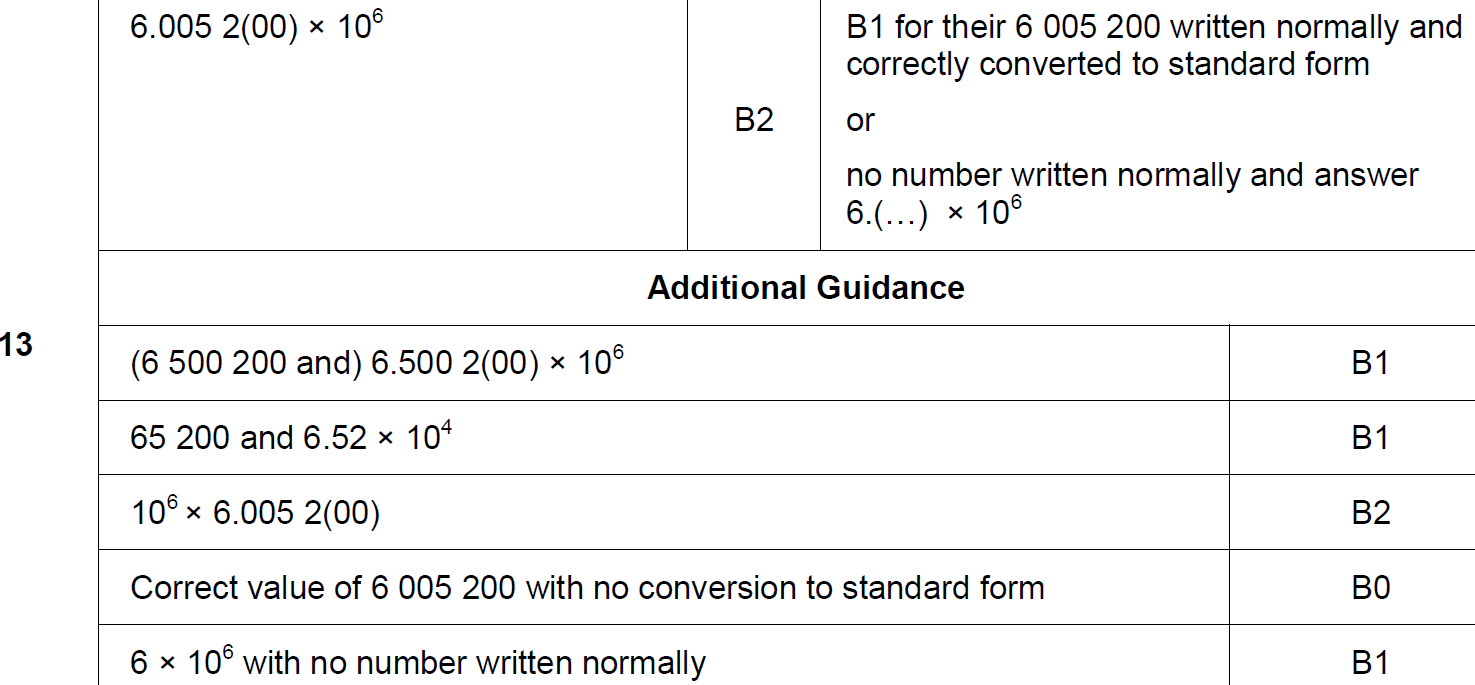 6.005 2(00) × 10⁶
B1 for their 6 005 200 written normally and
correctly converted to standard form
B2
or
no number written normally and answer
6.(…) × 10⁶
Additional Guidance
13
(6 500 200 and) 6.500 2(00) × 10⁶
B1
65 200 and 6.52 × 10⁴
B1
10⁶ × 6.005 2(00)
B2
Correct value of 6 005 200 with no conversion to standard form
B0
6 × 10⁶ with no number written normally
B1